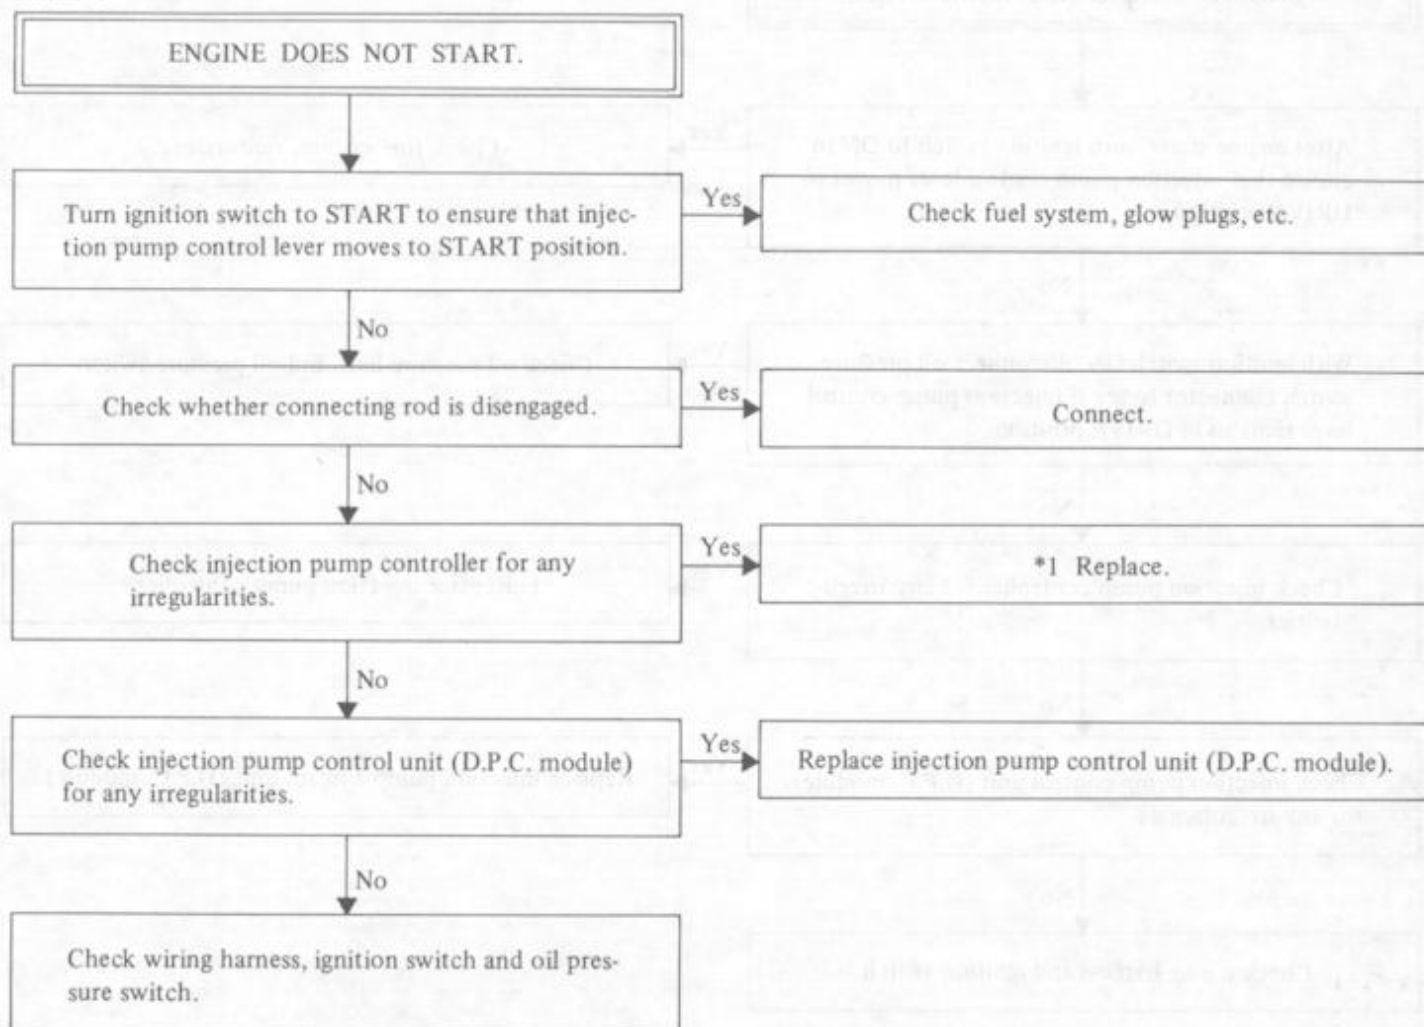 ENGINE DOES NOT START.
Turn ignition switch to START to ensure that injec-
tion pump control lever moves to START position.
Yes
Check fuel system, glow plugs, etc.
No
Check whether connecting rod is disengaged.
Yes
Connect.
No
Check injection pump controller for any
irregularities.
Yes
*1 Replace.
No
Check injection pump control unit (D.P.C. module)
for any irregularities.
Yes
Replace injection pump control unit (D.P.C. module).
No
Check wiring harness, ignition switch and oil pres-
sure switch.